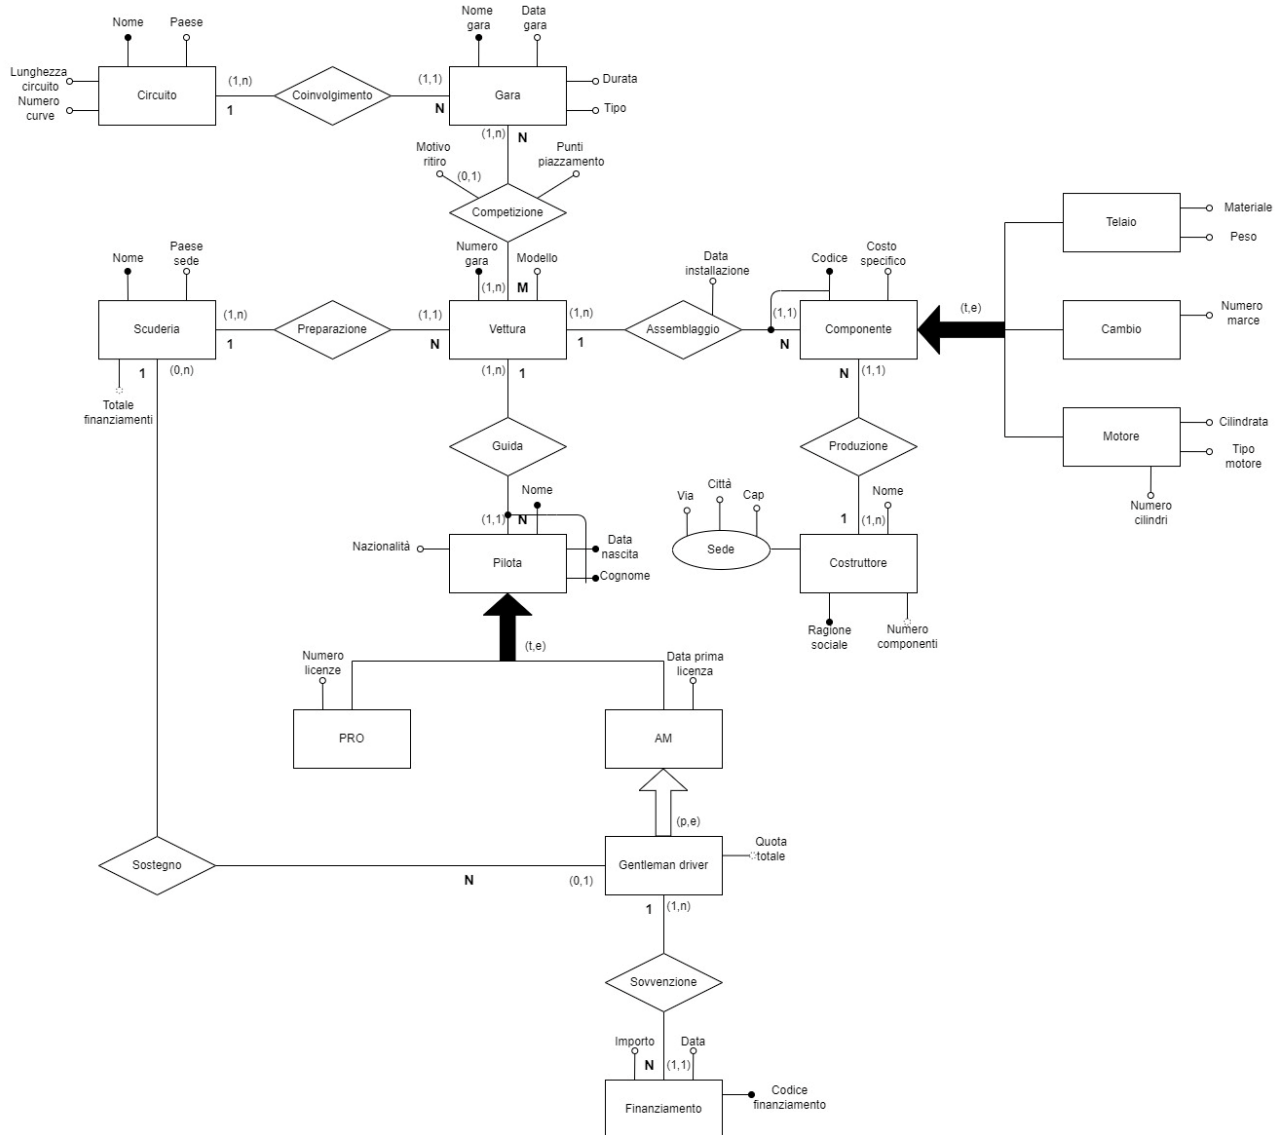 Nome
Paese
Nome
gara
Data
gara
Lunghezza
circuito
Numero
curve
Circuito
(1,n)
1
Coinvolgimento
(1,1)
N
Gara
Durata
Tipo
(1,n)
N
Motivo
ritiro
(0,1)
Punti
piazzamento
Competizione
Nome
Paese
sede
Numero
gara
Modello
(1,n)
M
Data
installazione
Codice
Costo
specifico
Telaio
Materiale
Peso
Scuderia
(1,n)
1
Preparazione
(1,1)
N
Vettura
(1,n)
1
Assemblaggio
(1,1)
N
Componente
(t,e)
Cambio
Numero
marce
1
(0,n)
Totale
finanziamenti
(1,n)
1
N
(1,1)
Motore
Cilindrata
Tipo
motore
Numero
cilindri
Guida
Produzione
Nome
(1,1)
N
Nazionalità
Pilota
Data
nascita
Cognome
Via
Città
Cap
Sede
1
(1,n)
Nome
Costruttore
Ragione
sociale
Numero
componenti
(t,e)
Numero
licenze
Data prima
licenza
PRO
AM
(p,e)
Sostegno
N
(0,1)
Gentleman driver
Quota
totale
1
(1,n)
Sovvenzione
Importo
Data
N
(1,1)
Finanziamento
Codice
finanziamento